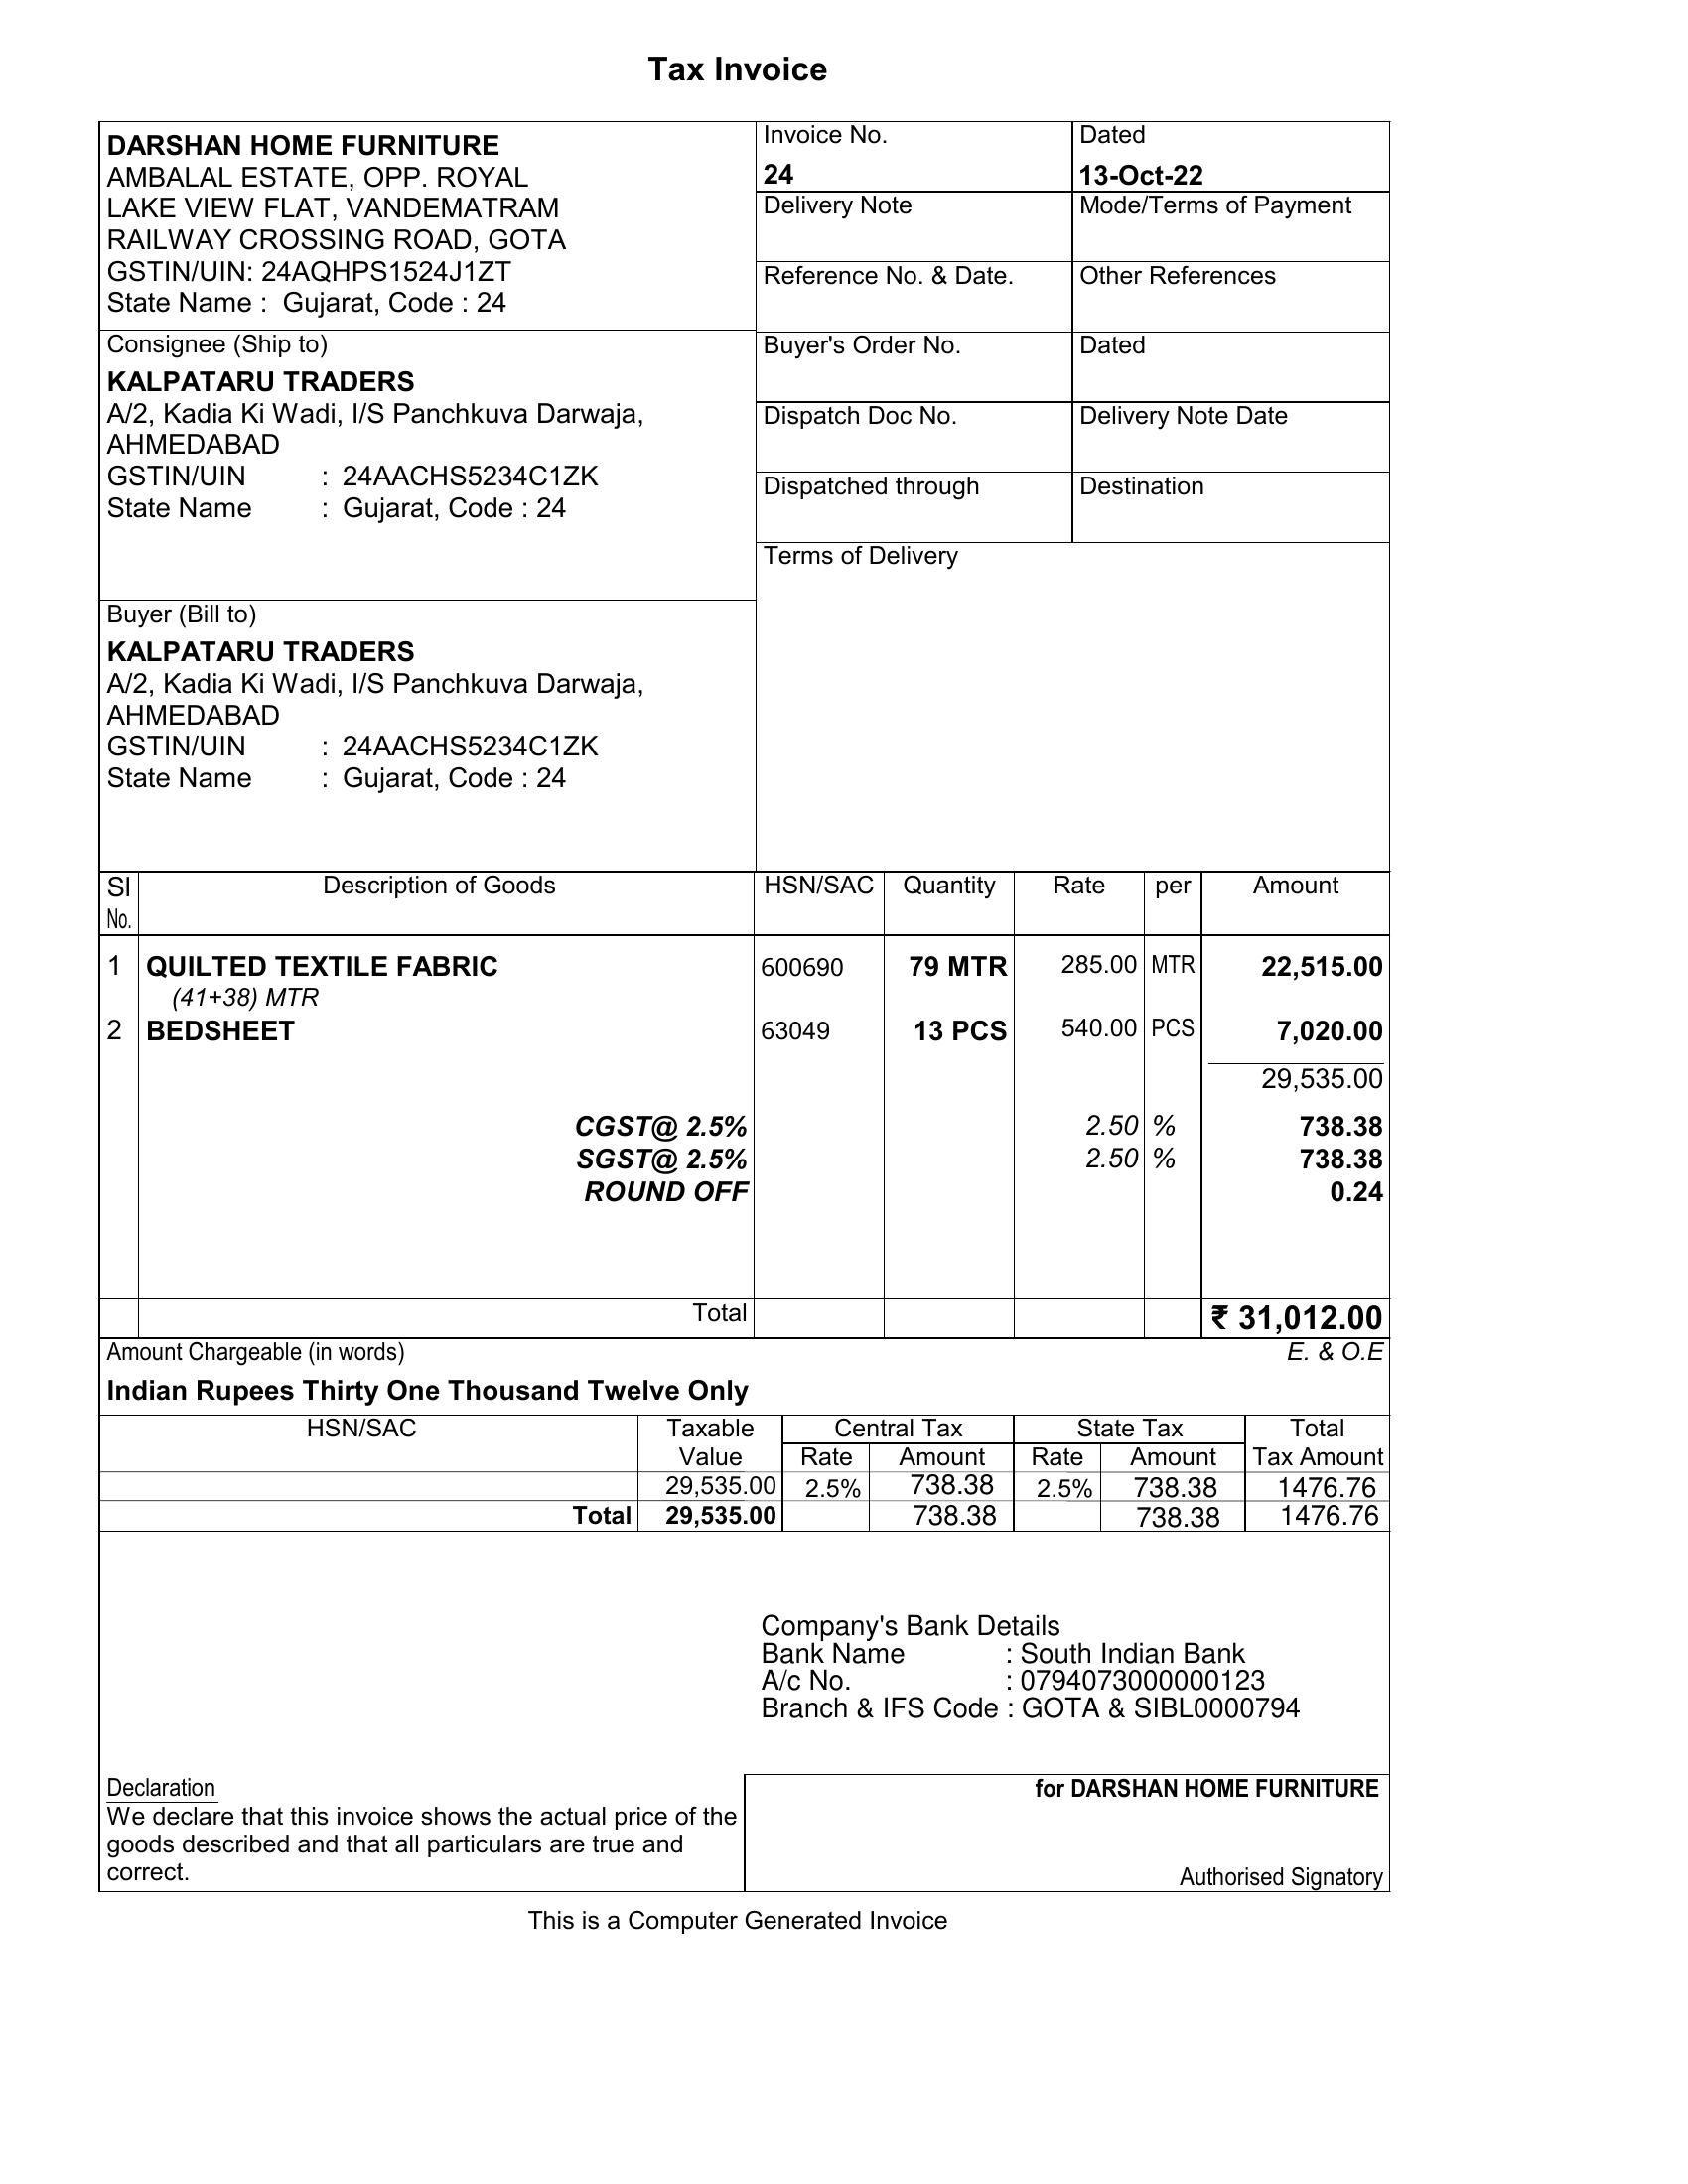 Tax Invoice
DARSHAN HOME FURNITURE
AMBALAL ESTATE, OPP. ROYAL
LAKE VIEW FLAT, VANDEMATRAM
RAILWAY CROSSING ROAD, GOTA
GSTIN/UIN: 24AQHPS1524J1ZT
State Name : Gujarat, Code : 24
Invoice No. Dated
24 13-Oct-22
Delivery Note Mode/Terms of Payment
Reference No. & Date. Other References
Buyer's Order No. Dated
Dispatch Doc No. Delivery Note Date
Dispatched through Destination
Terms of Delivery
Consignee (Ship to)
KALPATARU TRADERS
A/2, Kadia Ki Wadi, I/S Panchkuva Darwaja,
AHMEDABAD
GSTIN/UIN : 24AACHS5234C1ZK
State Name : Gujarat, Code : 24
Buyer (Bill to)
KALPATARU TRADERS
A/2, Kadia Ki Wadi, I/S Panchkuva Darwaja,
AHMEDABAD
GSTIN/UIN : 24AACHS5234C1ZK
State Name : Gujarat, Code : 24
Sl Description of Goods HSN/SAC Quantity Rate per Amount
No.
1 QUILTED TEXTILE FABRIC 600690 79 MTR 285.00 MTR 22,515.00
(41+38) MTR
2 BEDSHEET 63049 13 PCS 540.00 PCS 7,020.00
29,535.00
CGST@ 2.5% 2.50 % 738.38
SGST@ 2.5% 2.50 % 738.38
ROUND OFF 0.24
Total ₹ 31,012.00
Amount Chargeable (in words) E. & O.E
Indian Rupees Thirty One Thousand Twelve Only
HSN/SAC Taxable Central Tax State Tax Total
Value Rate Amount Rate Amount Tax Amount
29,535.00 2.5% 738.38 2.5% 738.38 1476.76
Total 29,535.00 738.38 738.38 1476.76
Company's Bank Details
Bank Name : South Indian Bank
A/c No. : 0794073000000123
Branch & IFS Code : GOTA & SIBL0000794
Declaration
We declare that this invoice shows the actual price of the
goods described and that all particulars are true and
correct.
for DARSHAN HOME FURNITURE
Authorised Signatory
This is a Computer Generated Invoice